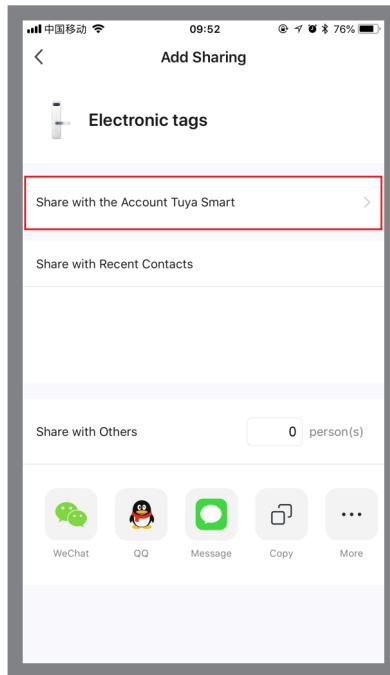 中国移动
09:52
76%
Add Sharing
Electronic tags
Share with the Account Tuya Smart
Share with Recent Contacts
Share with Others
0 person(s)
WeChat
QQ
Message
Copy
More